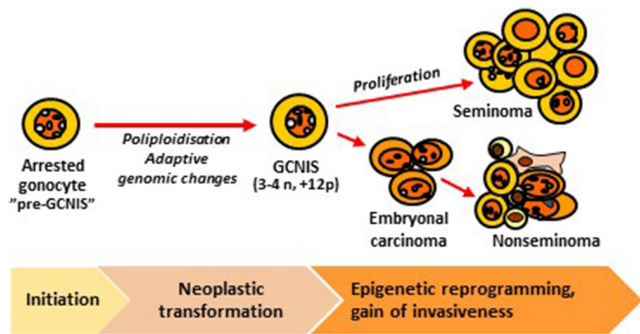 Proliferation
Seminoma
Poliploidisation
Adaptive
genomic changes
Arrested
gonocyte
"pre-GCNIS"
GCNIS
(3-4 n, +12p)
Embryonal
carcinoma
Nonseminoma
Initiation
Neoplastic
transformation
Epigenetic reprogramming,
gain of invasiveness